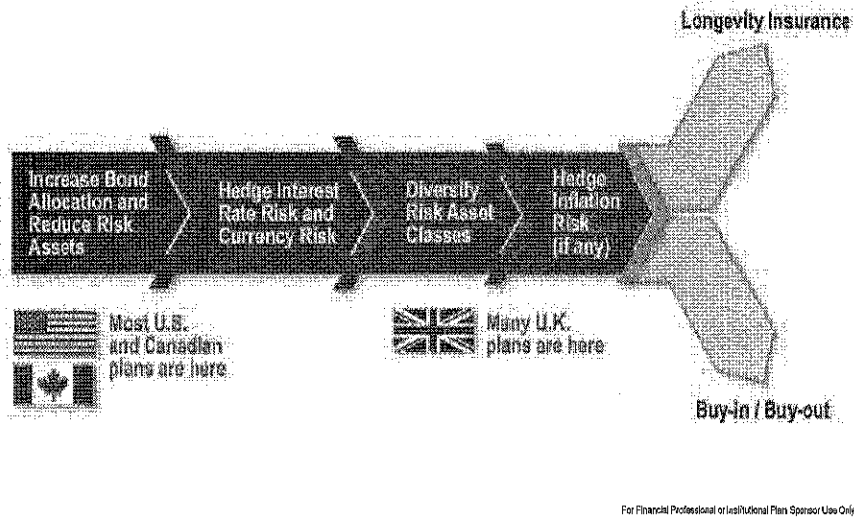 Longevity Insurance
Increase Bond
Allocation and
Reduce Risk
Assets
Hedge Interest
Rate Risk and
Currency Risk
Diversify
Risk Asset
Classes
Hedge
Inflation
Risk
(if any)
Most U.S.
and Canadian
plans are here
Many U.K.
plans are here
Buy-in / Buy-out
For Financial Professional or Institutional Plan Sponsor Use Only